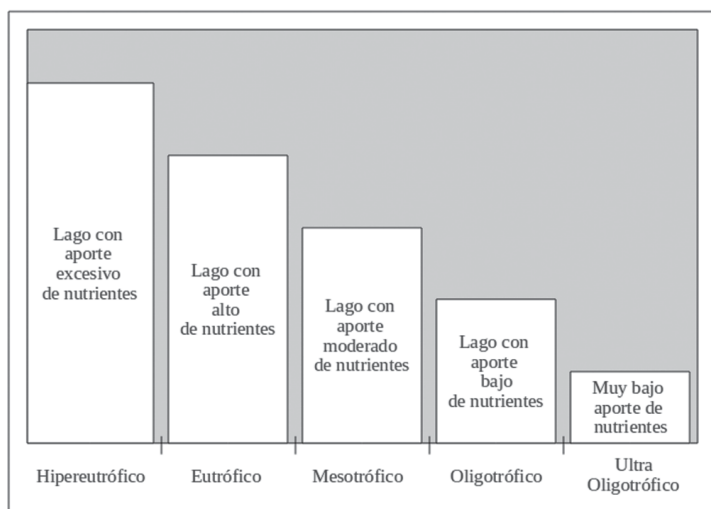 Lago con
aporte
excesivo
de nutrientes
Lago con
aporte
alto
de nutrientes
Lago con
aporte
moderado
de nutrientes
Lago con
aporte
bajo
de nutrientes
Muy bajo
aporte de
nutrientes
Hipereutrófico
Eutrófico
Mesotrófico
Oligotrófico
Ultra
Oligotrófico